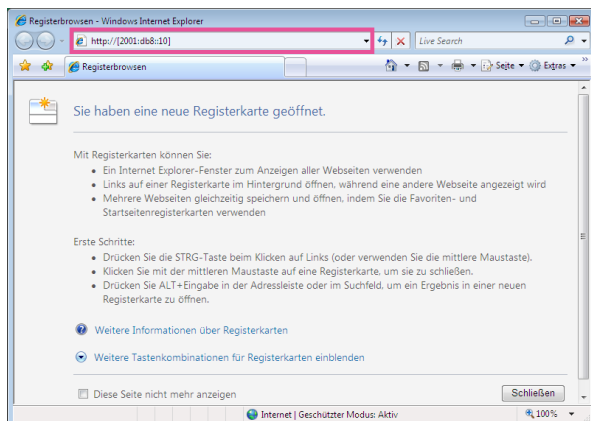 Registerbrowsen - Windows Internet Explorer
http://[2001:db8::10]
Live Search
Registerbrowsen
Seite
Extras
Sie haben eine neue Registerkarte geöffnet.
Mit Registerkarten können Sie:
Ein Internet Explorer-Fenster zum Anzeigen aller Webseiten verwenden
Links auf einer Registerkarte im Hintergrund öffnen, während eine andere Webseite angezeigt wird
Mehrere Webseiten gleichzeitig speichern und öffnen, indem Sie die Favoriten- und
Startseitenregisterkarten verwenden
Erste Schritte:
Drücken Sie die STRG-Taste beim Klicken auf Links (oder verwenden Sie die mittlere Maustaste).
Klicken Sie mit der mittleren Maustaste auf eine Registerkarte, um sie zu schließen.
Drücken Sie ALT+Eingabe in der Adressleiste oder im Suchfeld, um ein Ergebnis in einer neuen
Registerkarte zu öffnen.
Weitere Informationen über Registerkarten
Weitere Tastenkombinationen für Registerkarten einblenden
Diese Seite nicht mehr anzeigen
Schließen
Internet | Geschützter Modus: Aktiv
100%